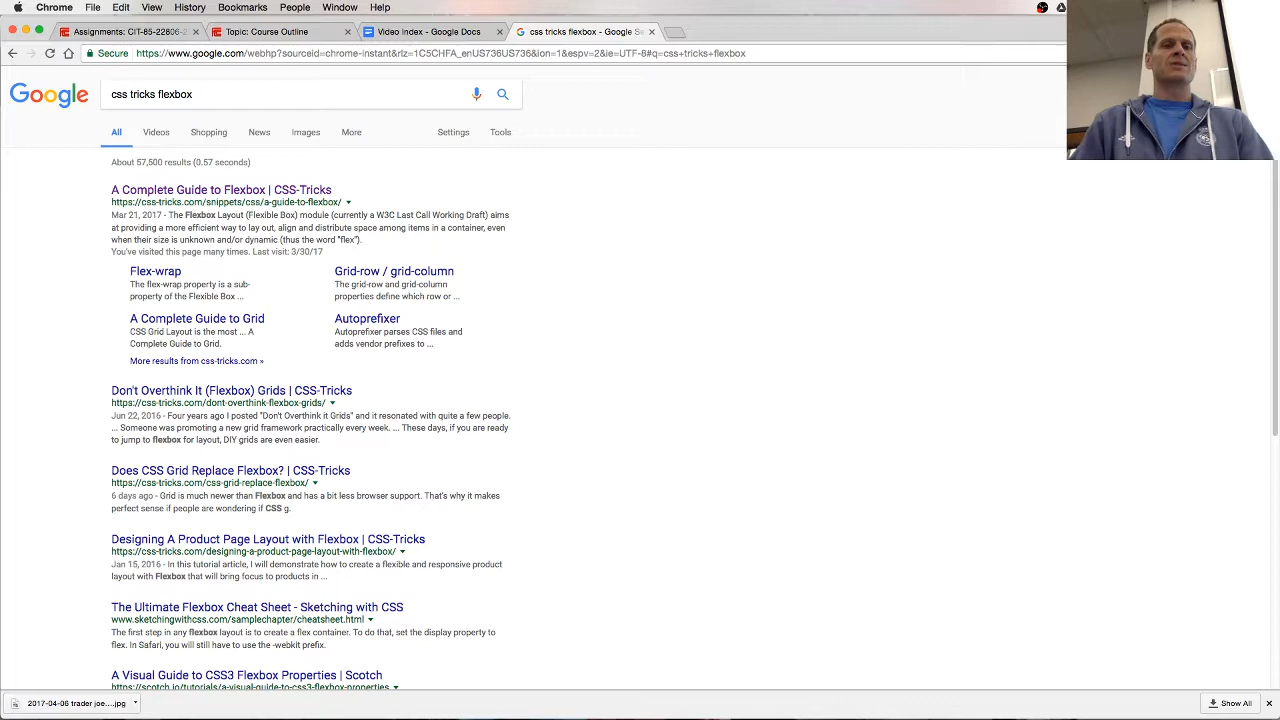 Chrome File Edit View History Bookmarks People Window Help
Assignments: CIT-85-22806-2
Topic: Course Outline
Video Index - Google Docs
css tricks flexbox - Google Se
Secure https://www.google.com/webhp?sourceid=chrome-instant&rlz=1C5CHFA_enUS736US736&ion=1&espv=2&ie=UTF-8#q=css+tricks+flexbox
Google
css tricks flexbox
All Videos Shopping News Images More Settings Tools
About 57,500 results (0.57 seconds)
A Complete Guide to Flexbox | CSS-Tricks
https://css-tricks.com/snippets/css/a-guide-to-flexbox/
Mar 21, 2017 - The Flexbox Layout (Flexible Box) module (currently a W3C Last Call Working Draft) aims
at providing a more efficient way to lay out, align and distribute space among items in a container, even
when their size is unknown and/or dynamic (thus the word "flex").
You've visited this page many times. Last visit: 3/30/17
Flex-wrap
The flex-wrap property is a sub-
property of the Flexible Box ...
Grid-row / grid-column
The grid-row and grid-column
properties define which row or ...
A Complete Guide to Grid
CSS Grid Layout is the most ... A
Complete Guide to Grid.
Autoprefixer
Autoprefixer parses CSS files and
adds vendor prefixes to ...
More results from css-tricks.com »
Don't Overthink It (Flexbox) Grids | CSS-Tricks
https://css-tricks.com/dont-overthink-flexbox-grids/
Jun 22, 2016 - Four years ago I posted "Don't Overthink it Grids" and it resonated with quite a few people.
... Someone was promoting a new grid framework practically every week. ... These days, if you are ready
to jump to flexbox for layout, DIY grids are even easier.
Does CSS Grid Replace Flexbox? | CSS-Tricks
https://css-tricks.com/css-grid-replace-flexbox/
6 days ago - Grid is much newer than Flexbox and has a bit less browser support. That's why it makes
perfect sense if people are wondering if CSS g.
Designing A Product Page Layout with Flexbox | CSS-Tricks
https://css-tricks.com/designing-a-product-page-layout-with-flexbox/
Jan 15, 2016 - In this tutorial article, I will demonstrate how to create a flexible and responsive product
layout with Flexbox that will bring focus to products in ...
The Ultimate Flexbox Cheat Sheet - Sketching with CSS
www.sketchingwithcss.com/samplechapter/cheatsheet.html
The first step in any flexbox layout is to create a flex container. To do that, set the display property to
flex. In Safari, you will still have to use the -webkit prefix.
A Visual Guide to CSS3 Flexbox Properties | Scotch
https://scotch.io/tutorials/a-visual-guide-to-css3-flexbox-properties
2017-04-06 trader joe....jpg
Show All